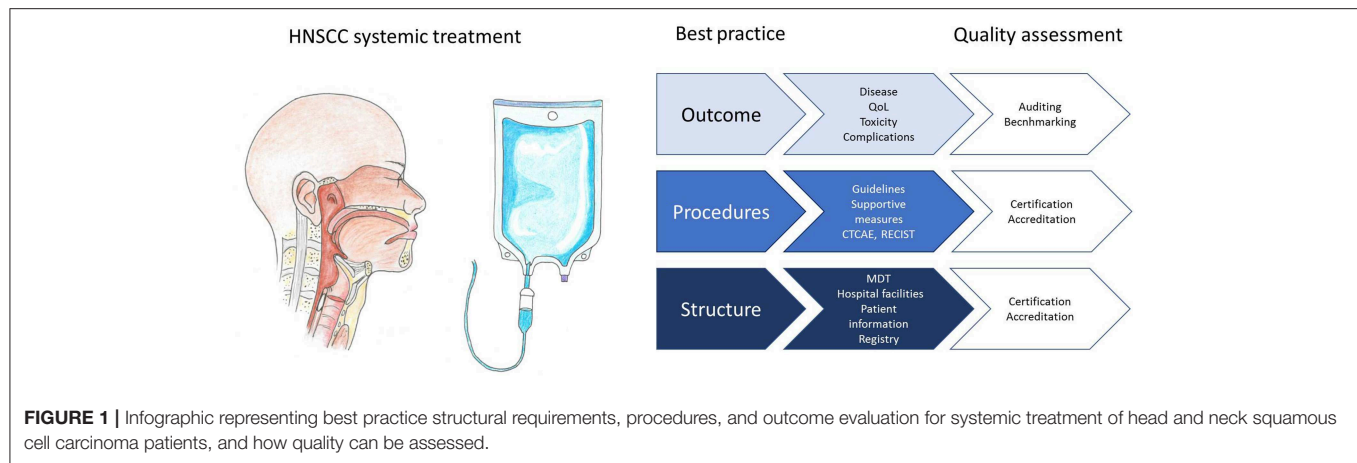 HNSCC systemic treatment
Best practice
Quality assessment
Outcome
Disease
QoL
Toxicity
Complications
Auditing
Becnhmarking
Procedures
Guidelines
Supportive
measures
CTCAE, RECIST
Certification
Accreditation
Structure
MDT
Hospital facilities
Patient
information
Registry
Certification
Accreditation
FIGURE 1 | Infographic representing best practice structural requirements, procedures, and outcome evaluation for systemic treatment of head and neck squamous
cell carcinoma patients, and how quality can be assessed.